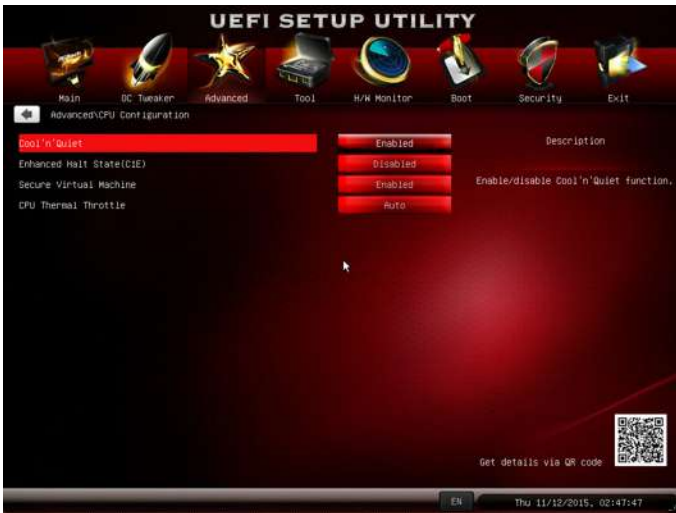 UEFI SETUP UTILITY
Main OC Tweaker Advanced Tool H/W Monitor Boot Security Exit
Advanced\CPU Configuration
Cool'n'Quiet Enabled Description
Enhanced Halt State(C1E) Disabled
Secure Virtual Machine Enabled Enable/disable Cool'n'Quiet function.
CPU Thermal Throttle Auto
Get details via QR code
EN Thu 11/12/2015, 02:47:47